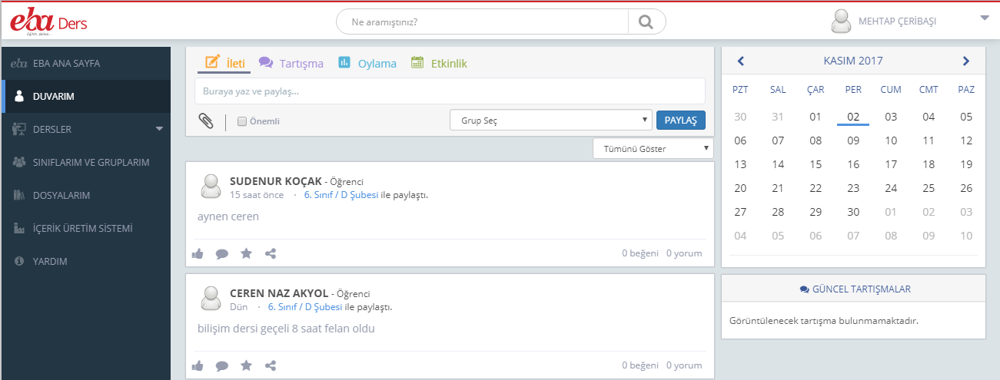 eba Ders
Ne aramıştınız?
MEHTAP ÇERİBAŞI
eba EBA ANA SAYFA
DUVARIM
DERSLER
SINIFLARIM VE GRUPLARIM
DOSYALARIM
İÇERİK ÜRETİM SİSTEMİ
YARDIM
İleti Tartışma Oylama Etkinlik
Buraya yaz ve paylaş...
Önemli Grup Seç PAYLAŞ
Tümünü Göster
SUDENUR KOÇAK - Öğrenci
15 saat önce · 6. Sınıf / D Şubesi ile paylaştı.
aynen ceren
0 beğeni 0 yorum
CEREN NAZ AKYOL - Öğrenci
Dün · 6. Sınıf / D Şubesi ile paylaştı.
bilişim dersi geçeli 8 saat felan oldu
0 beğeni 0 yorum
KASIM 2017
PZT SAL ÇAR PER CUM CMT PAZ
30 31 01 02 03 04 05
06 07 08 09 10 11 12
13 14 15 16 17 18 19
20 21 22 23 24 25 26
27 28 29 30 01 02 03
04 05 06 07 08 09 10
GÜNCEL TARTIŞMALAR
Görüntülenecek tartışma bulunmamaktadır.